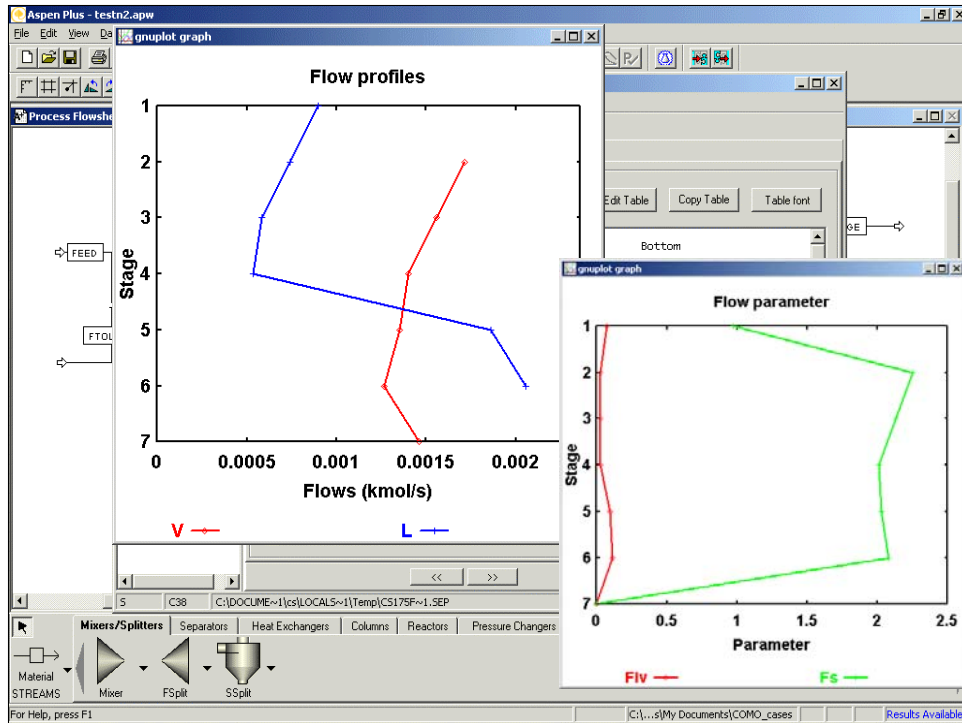 Aspen Plus - testn2.apw
File Edit View Da
gnuplot graph
Process Flowshe
Flow profiles
1
2
3
4
5
6
7
Stage
0 0.0005 0.001 0.0015 0.002
Flows (kmol/s)
V L
FEED
FTOL
Edit Table Copy Table Table font
Bottom
GE
gnuplot graph
Flow parameter
1
2
3
4
5
6
7
Stage
0 0.5 1 1.5 2 2.5
Parameter
Flv Fs
<< >>
S C38 C:\DOCUME~1\cs\LOCALS~1\Temp\CS175F~1.SEP
Mixers/Splitters Separators Heat Exchangers Columns Reactors Pressure Changers
Material
STREAMS Mixer FSplit SSplit
For Help, press F1 C:\...s\My Documents\COMO_cases Results Available